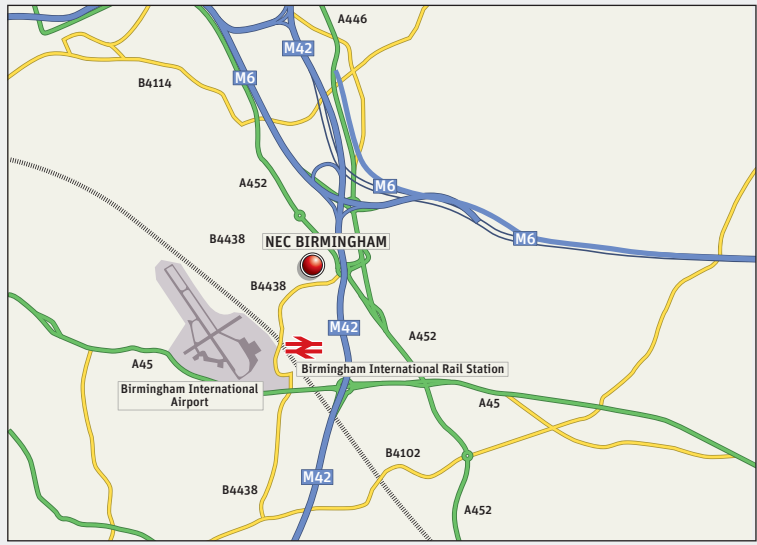 A446
M42
M6
B4114
A452
M6
B4438
NEC BIRMINGHAM
M6
B4438
M42
A452
A45
Birmingham International Rail Station
Birmingham International
Airport
A45
B4102
M42
B4438
A452